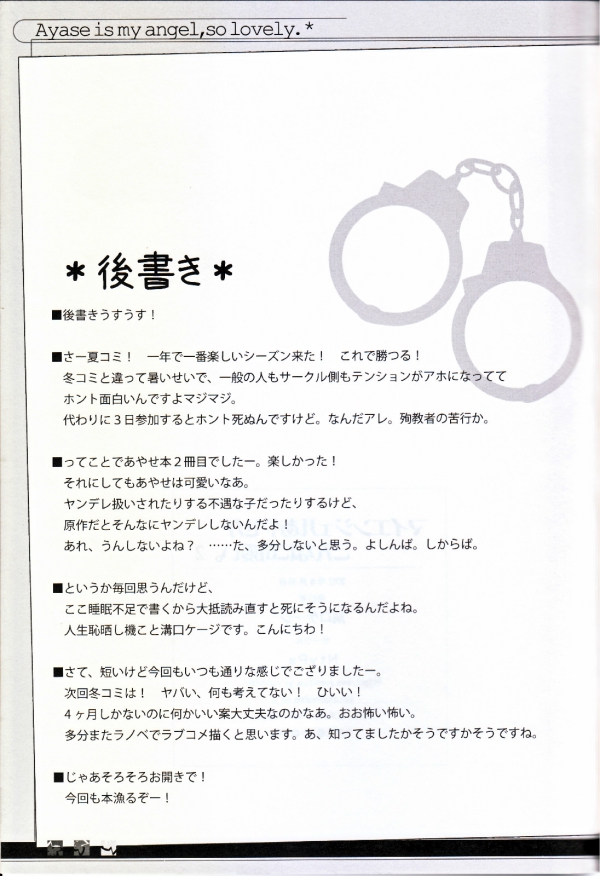 Ayase is my angel,so lovely.*
*後書き*
■後書きうすうす！
■さー夏コミ！　一年で一番楽しいシーズン来た！　これで勝つる！
冬コミと違って暑いせいで、一般の人もサークル側もテンションがアホになってて
ホント面白いんですよマジマジ。
代わりに３日参加するとホント死ぬんですけど。なんだアレ。殉教者の苦行か。
■ってことであやせ本２冊目でしたー。楽しかった！
それにしてもあやせは可愛いなあ。
ヤンデレ扱いされたりする不遇な子だったりするけど、
原作だとそんなにヤンデレしないんだよ！
あれ、うんしないよね？　……た、多分しないと思う。よしんば。しからば。
■というか毎回思うんだけど、
ここ睡眠不足で書くから大抵読み直すと死にそうになるんだよね。
人生恥晒し機こと溝口ケージです。こんにちわ！
■さて、短いけど今回もいつも通りな感じでござりましたー。
次回冬コミは！　ヤバい、何も考えてない！　ひいい！
４ヶ月しかないのに何かいい案大丈夫なのかなあ。おお怖い怖い。
多分またラノベでラブコメ描くと思います。あ、知ってましたかそうですかそうですね。
■じゃあそろそろお開きで！
今回も本漁るぞー！